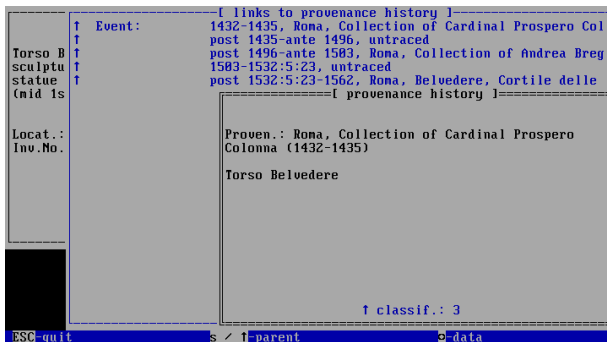 [ links to provenance history ]
↑ Event: 1432-1435, Roma, Collection of Cardinal Prospero Col
↑ post 1435-ante 1496, untraced
Torso B ↑ post 1496-ante 1503, Roma, Collection of Andrea Breg
sculptu ↑ 1503-1532:5:23, untraced
statue ↑ post 1532:5:23-1562, Roma, Belvedere, Cortile delle
(mid 1s
[ provenance history ]
Locat.:
Inv.No.
Proven.: Roma, Collection of Cardinal Prospero
Colonna (1432-1435)
Torso Belvedere
↑ classif.: 3
ESC-quit s / ↑-parent o-data